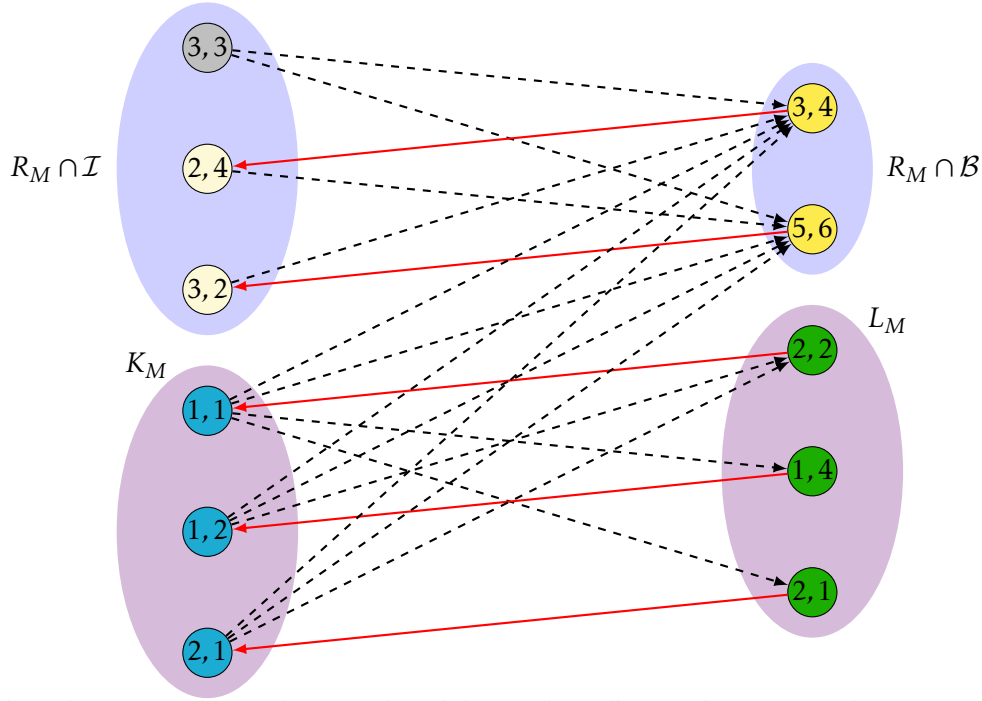 3, 3
3, 4
R_M ∩ ℐ
2, 4
R_M ∩ ℬ
5, 6
3, 2
L_M
2, 2
K_M
1, 1
1, 4
1, 2
2, 1
2, 1